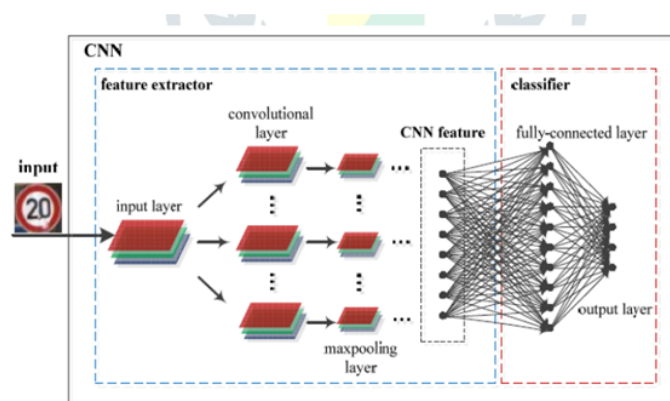 CNN
feature extractor
classifier
convolutional
layer
CNN feature
fully-connected layer
input
20
input layer
output layer
maxpooling
layer